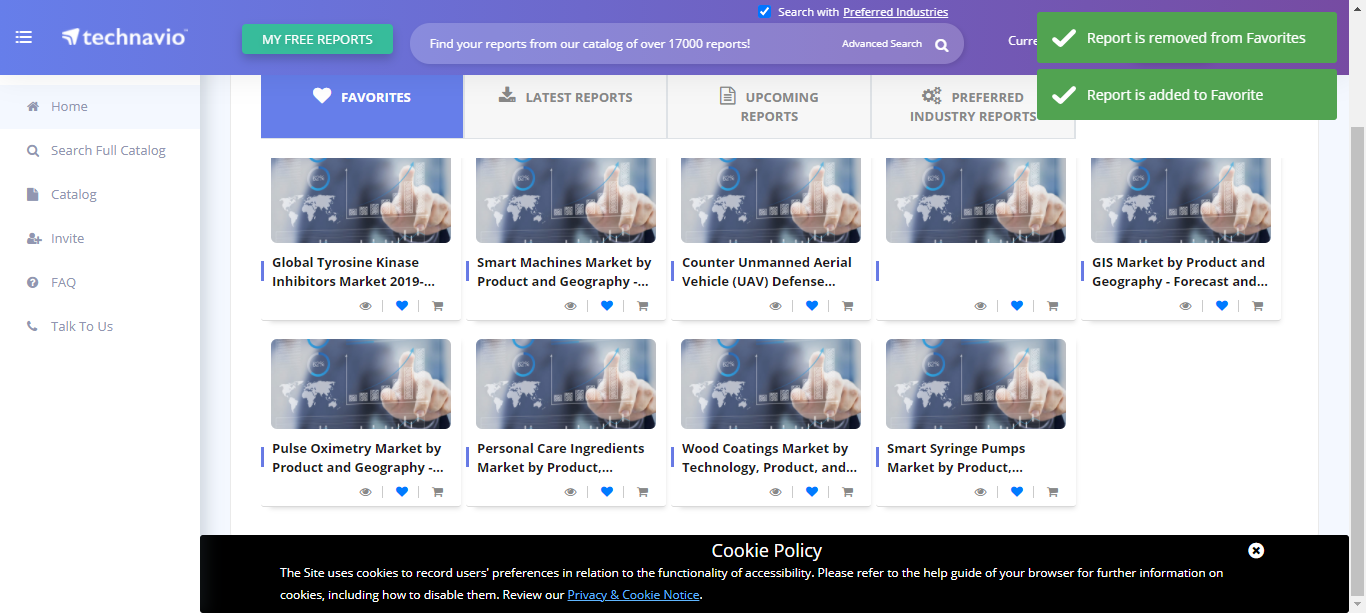 Search with Preferred Industries
technavio
MY FREE REPORTS
Find your reports from our catalog of over 17000 reports!
Advanced Search
Curre
Report is removed from Favorites
Report is added to Favorite
Home
Search Full Catalog
Catalog
Invite
FAQ
Talk To Us
FAVORITES
LATEST REPORTS
UPCOMING
REPORTS
PREFERRED
INDUSTRY REPORTS
Global Tyrosine Kinase
Inhibitors Market 2019-...
Smart Machines Market by
Product and Geography -...
Counter Unmanned Aerial
Vehicle (UAV) Defense...
GIS Market by Product and
Geography - Forecast and...
Pulse Oximetry Market by
Product and Geography -...
Personal Care Ingredients
Market by Product,...
Wood Coatings Market by
Technology, Product, and...
Smart Syringe Pumps
Market by Product,...
Cookie Policy
The Site uses cookies to record users' preferences in relation to the functionality of accessibility. Please refer to the help guide of your browser for further information on
cookies, including how to disable them. Review our Privacy & Cookie Notice.